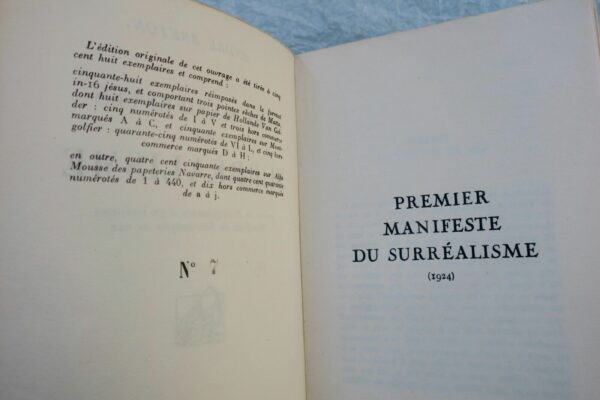 L'édition originale de cet ouvrage a été tirée à cinq
cent huit exemplaires et comprend :
cinquante-huit exemplaires réimposés dans le format
in-16 jésus, et comportant trois pointes sèches de Matta
dont huit exemplaires sur papier de Hollande Van Gel-
der : cinq numérotés de I à V et trois hors commerce
marqués A à C, et cinquante exemplaires sur Mont-
golfier : quarante-cinq numérotés de VI à L, et cinq hors
commerce marqués D à H ;
en outre, quatre cent cinquante exemplaires sur Alfa
Mousse des papeteries Navarre, dont quatre cent quarante
numérotés de 1 à 440, et dix hors commerce marqués
de a à j.
N° 7
PREMIER
MANIFESTE
DU SURRÉALISME
(1924)